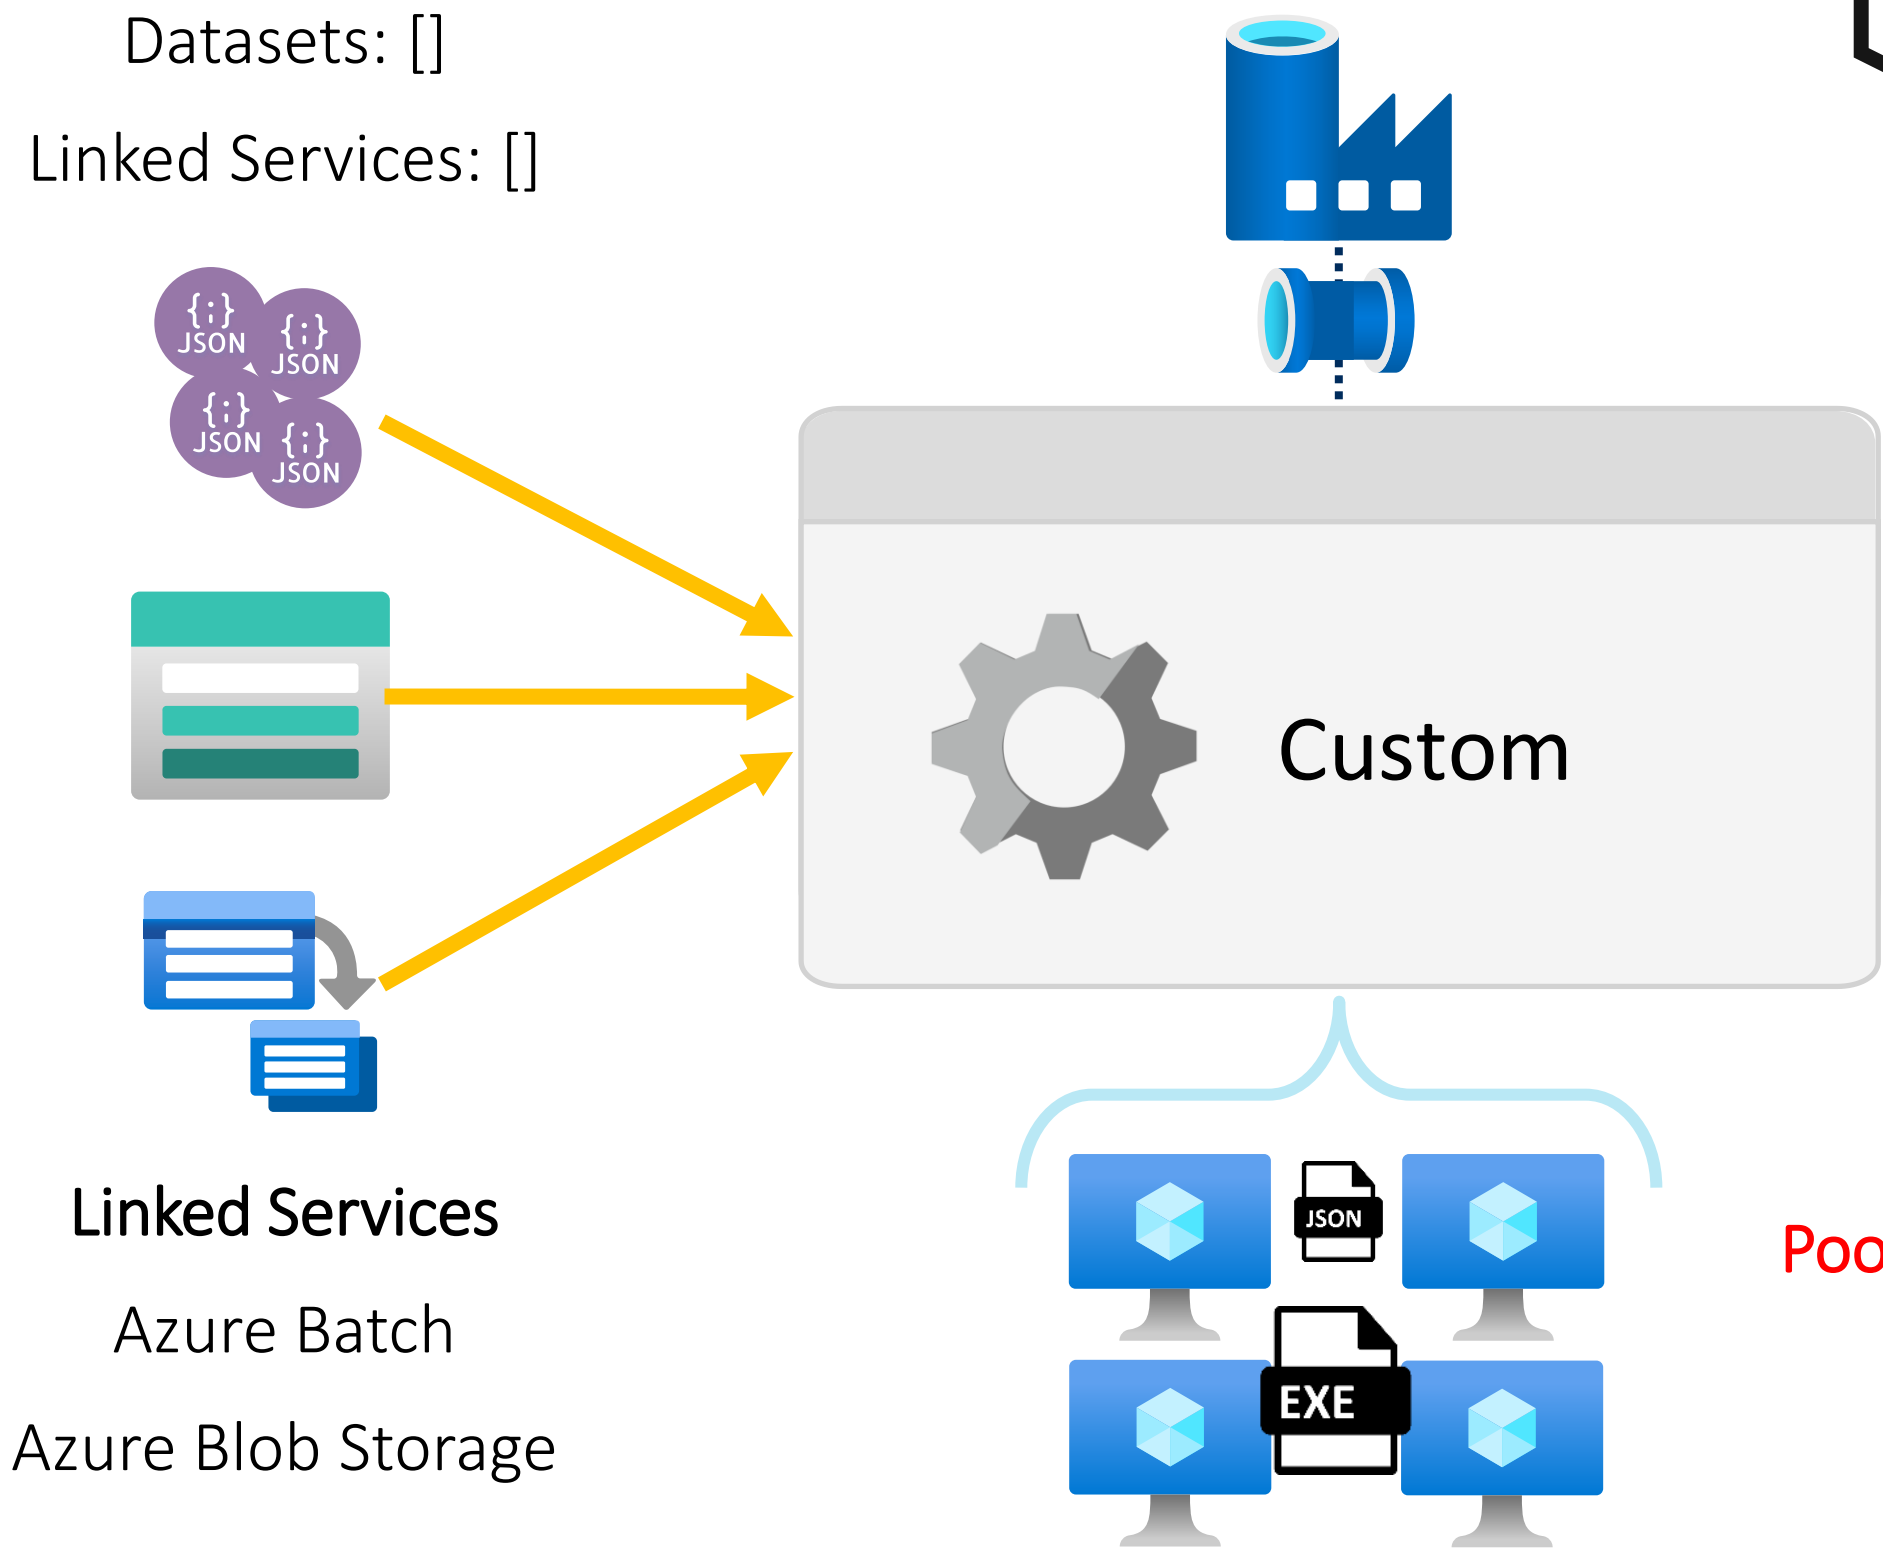 Datasets: []
Linked Services: []
{;}
JSON
{;}
JSON
{;}
JSON
{;}
JSON
Custom
Linked Services
Azure Batch
Azure Blob Storage
JSON
EXE